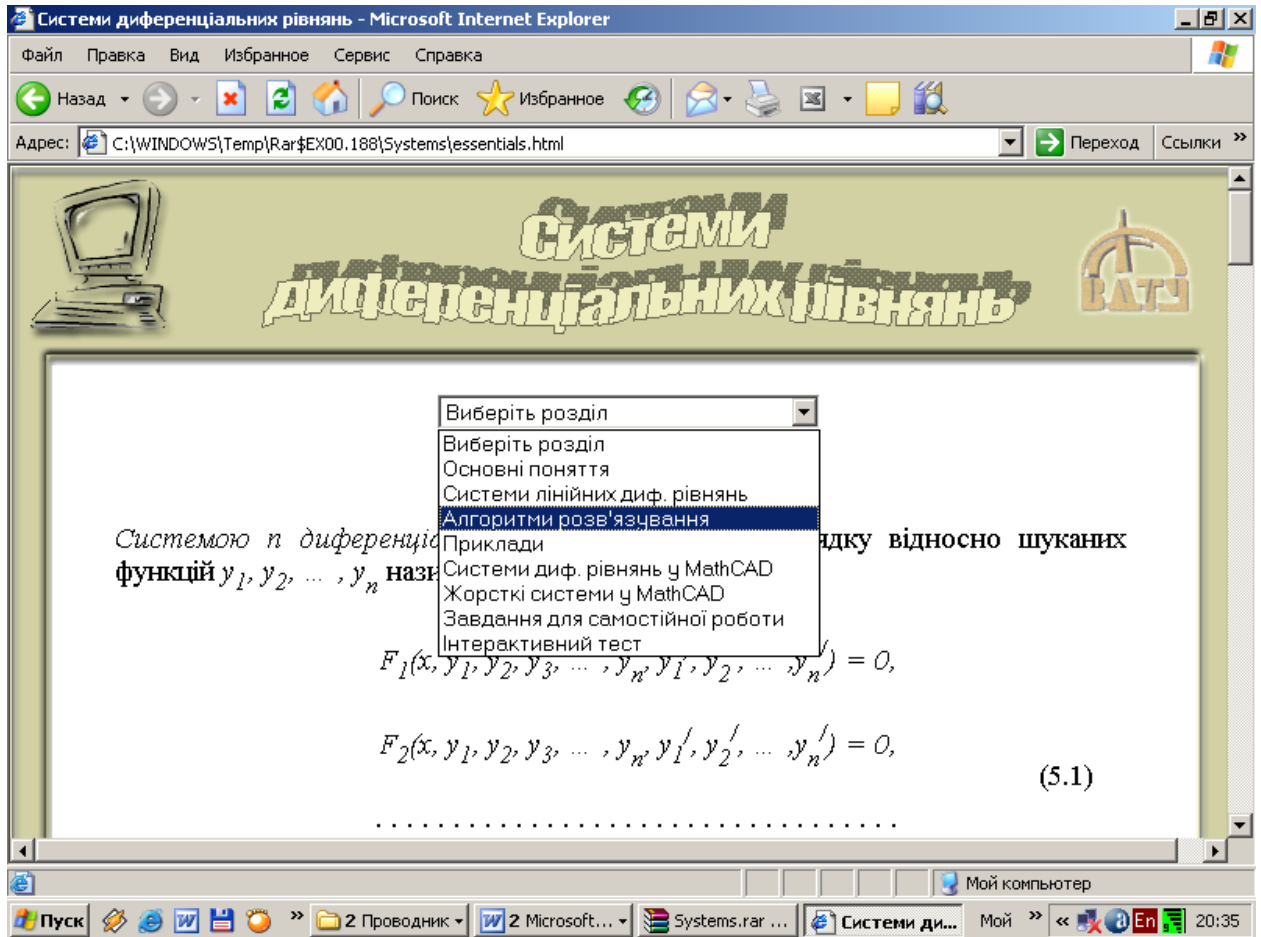 Системи диференціальних рівнянь - Microsoft Internet Explorer
Файл Правка Вид Избранное Сервис Справка
Назад Поиск Избранное
Адрес: C:\WINDOWS\Temp\Rar$EX00.188\Systems\essentials.html Переход Ссылки »
Системи
диференціальних рівнянь
ВДТУ
Виберіть розділ
Виберіть розділ
Основні поняття
Системи лінійних диф. рівнянь
Алгоритми розв'язування
Приклади
Системи диф. рівнянь у MathCAD
Жорсткі системи у MathCAD
Завдання для самостійної роботи
Інтерактивний тест
Системою n відносно шуканих
функцій y1, y2, ... , yn
F1(x, y1, y2, y3, ... , yn, y1/, y2/, ... ,yn/) = 0,
F2(x, y1, y2, y3, ... , yn, y1/, y2/, ... ,yn/) = 0,
(5.1)
. . . . . . . . . . . . . . . . . . . . . . . . . . . . . . . . . .
Мой компьютер
Пуск » 2 Проводник 2 Microsoft... Systems.rar ... Системи ди... Мой » « En 20:35